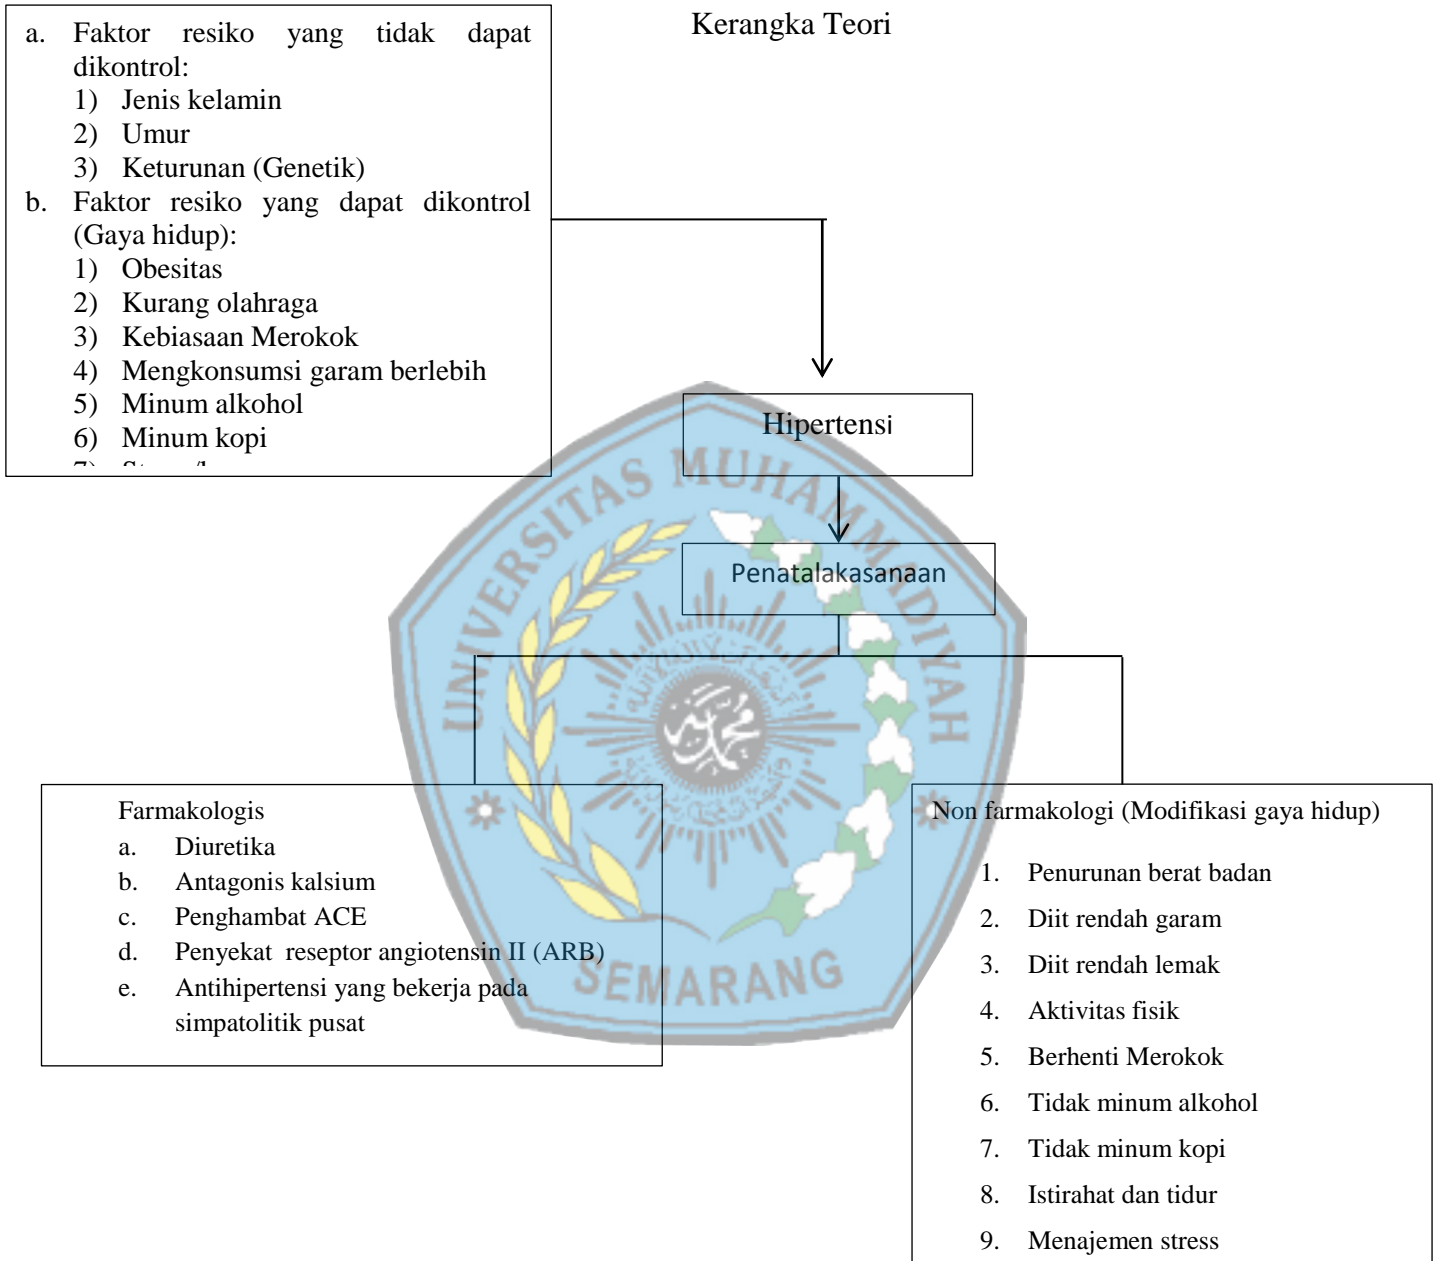 Kerangka Teori
a. Faktor resiko yang tidak dapat
dikontrol:
1) Jenis kelamin
2) Umur
3) Keturunan (Genetik)
b. Faktor resiko yang dapat dikontrol
(Gaya hidup):
1) Obesitas
2) Kurang olahraga
3) Kebiasaan Merokok
4) Mengkonsumsi garam berlebih
5) Minum alkohol
6) Minum kopi
Hipertensi
Penatalakasanaan
UNIVERSITAS MUHAMMADIYAH
SEMARANG
Farmakologis
a. Diuretika
b. Antagonis kalsium
c. Penghambat ACE
d. Penyekat reseptor angiotensin II (ARB)
e. Antihipertensi yang bekerja pada
simpatolitik pusat
Non farmakologi (Modifikasi gaya hidup)
1. Penurunan berat badan
2. Diit rendah garam
3. Diit rendah lemak
4. Aktivitas fisik
5. Berhenti Merokok
6. Tidak minum alkohol
7. Tidak minum kopi
8. Istirahat dan tidur
9. Menajemen stress